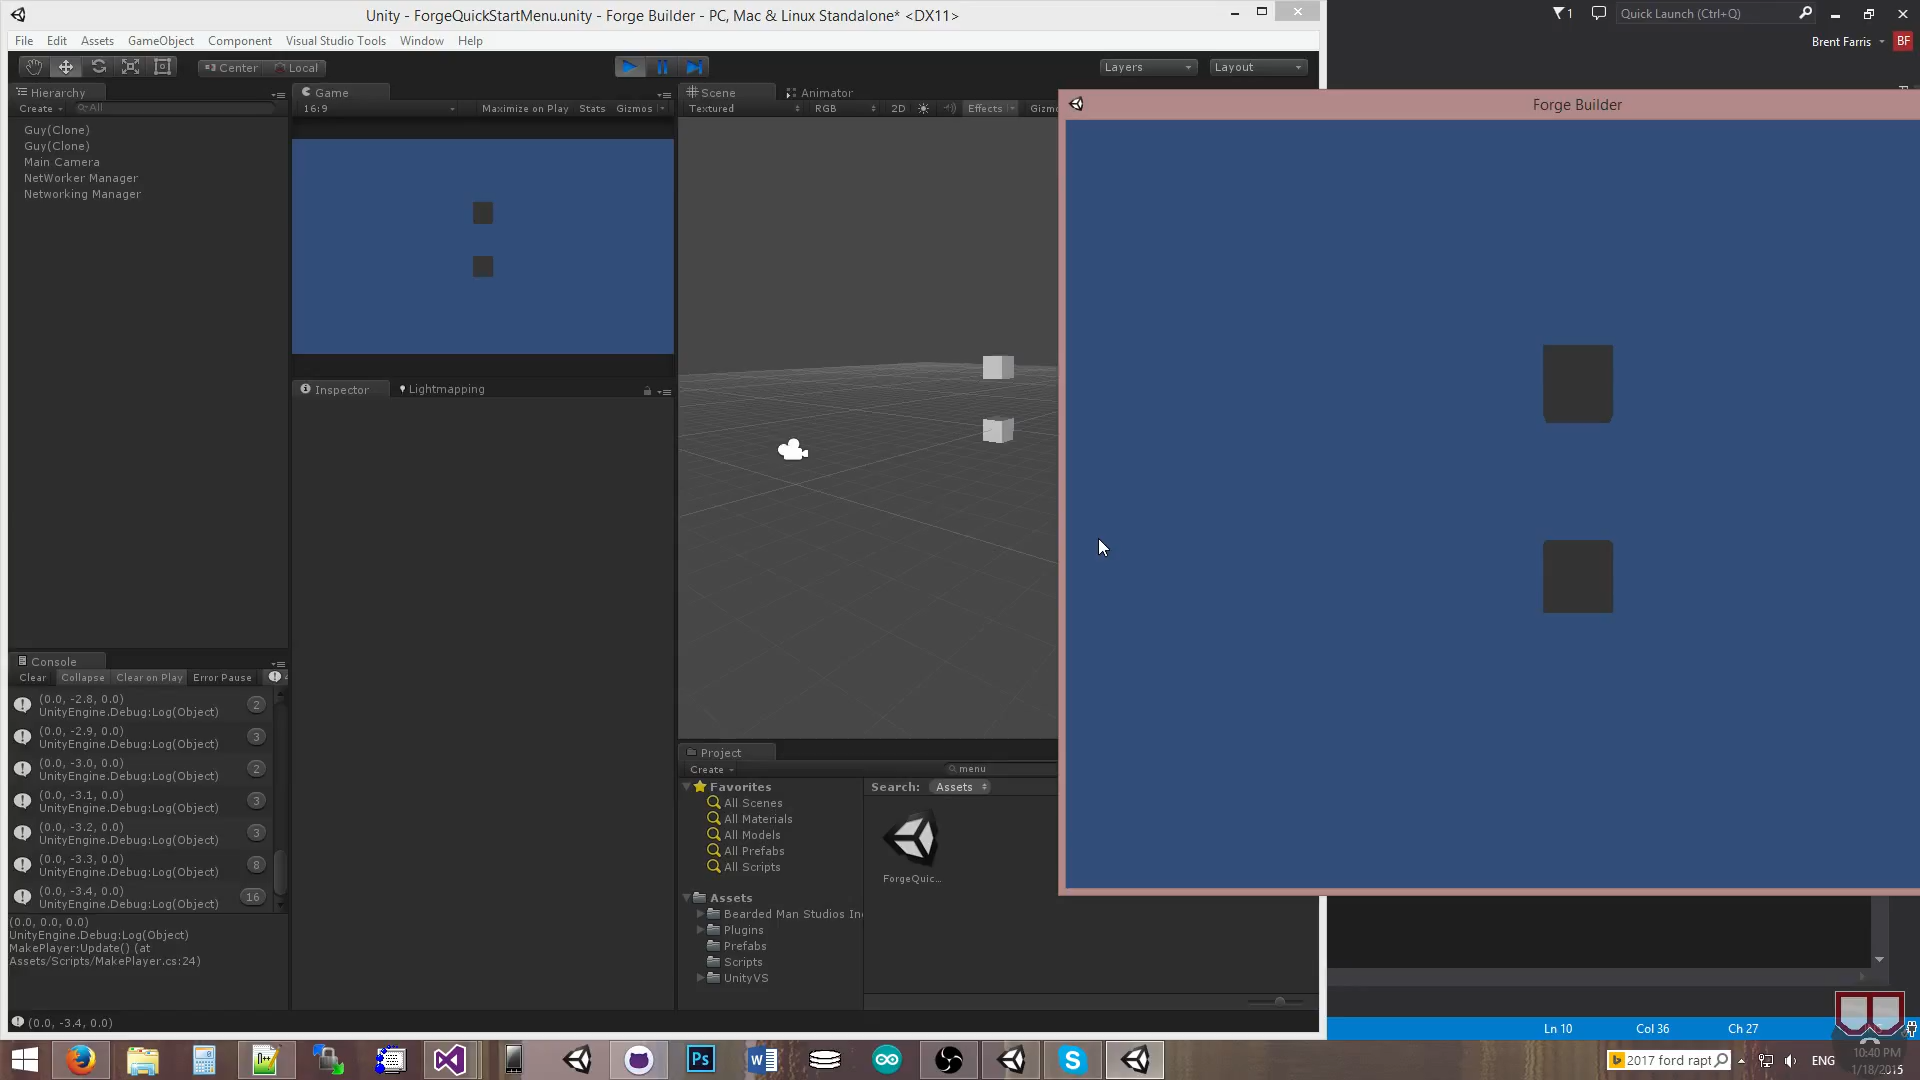 Unity - ForgeQuickStartMenu.unity - Forge Builder - PC, Mac & Linux Standalone* <DX11>
1
Quick Launch (Ctrl+Q)
File Edit Assets GameObject Component Visual Studio Tools Window Help
Brent Farris BF
Center Local
Layers Layout
Hierarchy
Create All
Guy(Clone)
Guy(Clone)
Main Camera
NetWorker Manager
Networking Manager
Game
16:9 Maximize on Play Stats Gizmos
Scene Animator
Textured RGB 2D Effects Gizm
Forge Builder
Inspector Lightmapping
Console
Clear Collapse Clear on Play Error Pause
(0.0, -2.8, 0.0)
UnityEngine.Debug:Log(Object) 2
(0.0, -2.9, 0.0)
UnityEngine.Debug:Log(Object) 3
(0.0, -3.0, 0.0)
UnityEngine.Debug:Log(Object) 2
(0.0, -3.1, 0.0)
UnityEngine.Debug:Log(Object) 3
(0.0, -3.2, 0.0)
UnityEngine.Debug:Log(Object) 3
(0.0, -3.3, 0.0)
UnityEngine.Debug:Log(Object) 8
(0.0, -3.4, 0.0)
UnityEngine.Debug:Log(Object) 16
(0.0, 0.0, 0.0)
UnityEngine.Debug:Log(Object)
MakePlayer:Update() (at
Assets/Scripts/MakePlayer.cs:24)
(0.0, -3.4, 0.0)
Project
Create menu
Favorites
All Scenes
All Materials
All Models
All Prefabs
All Scripts
Assets
Bearded Man Studios In
Plugins
Prefabs
Scripts
UnityVS
Search: Assets
ForgeQuic...
Ln 10 Col 36 Ch 27
2017 ford rapt
ENG
10:40 PM
1/18/2015